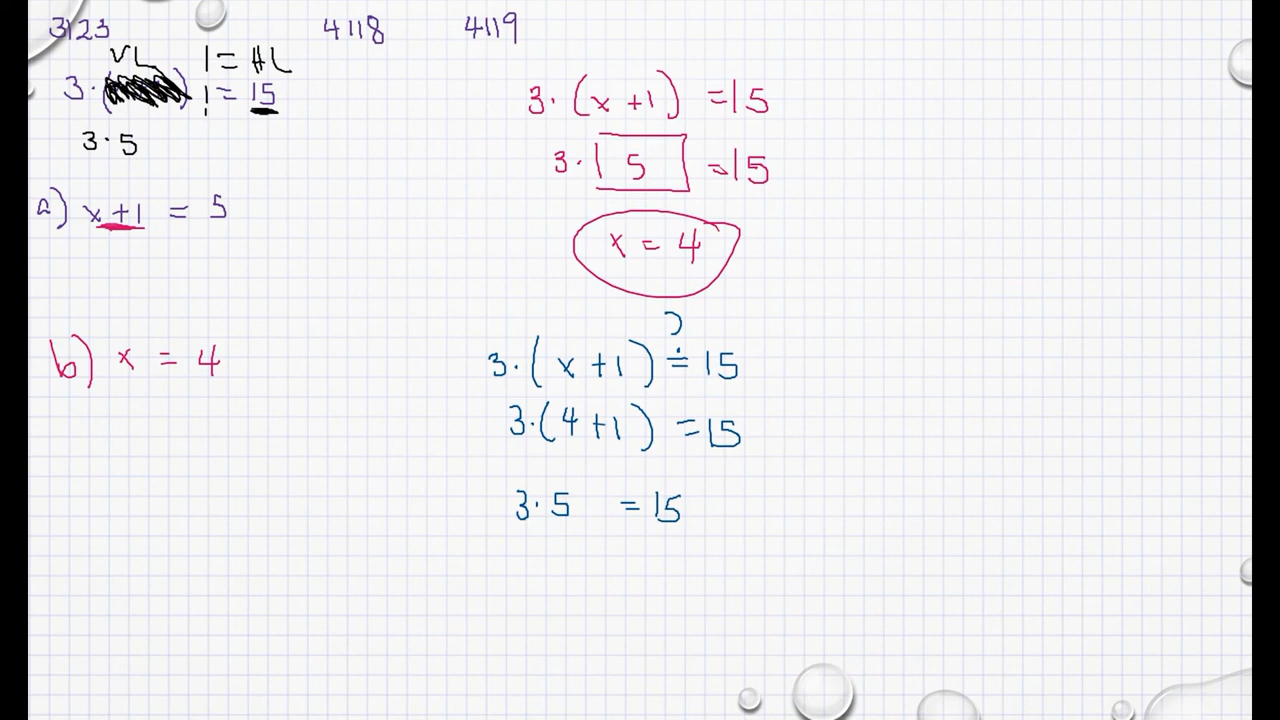 3123 4118 4119
VL | = HL
3 · ( ) = 15
3 · 5
a) x + 1 = 5
b) x = 4
3 · (x + 1) = 15
3 · 5 = 15
x = 4
?
3 · (x + 1) = 15
3 · (4 + 1) = 15
3 · 5 = 15